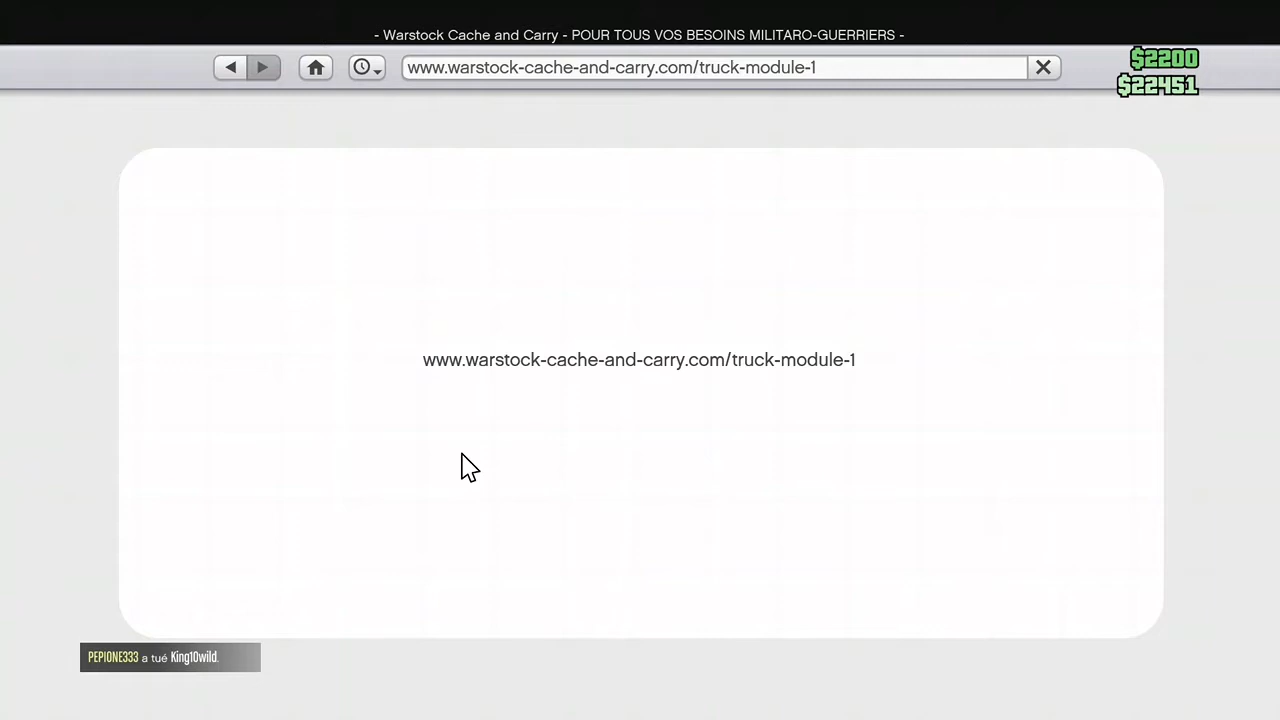 - Warstock Cache and Carry - POUR TOUS VOS BESOINS MILITARO-GUERRIERS -
www.warstock-cache-and-carry.com/truck-module-1
$2200
$22451
www.warstock-cache-and-carry.com/truck-module-1
PEPIONE333 a tué King10wild.